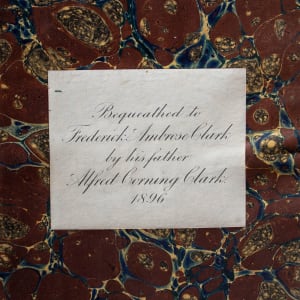 Bequeathed to
Frederick Ambrose Clark
by his father
Alfred Corning Clark.
1896